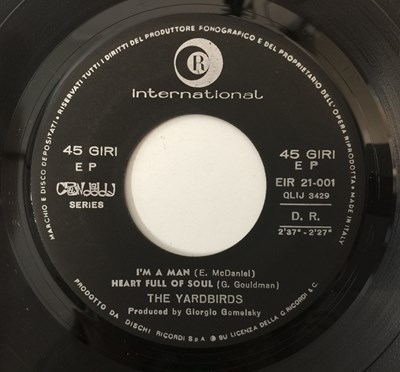 RISERVATI TUTTI I DIRITTI DEL PRODUTTORE FONOGRAFICO E DEL PROPRIETARIO DELL'OPERA RIPRODOTTA • MADE IN ITALY
MARCHIO E DISCO DEPOSITATI •
R
International
45 GIRI
E P
SERIES
45 GIRI
E P
EIR 21-001
QLIJ 3429
D. R.
2'37" - 2'27"
I'M A MAN (E. McDaniel)
HEART FULL OF SOUL (G. Gouldman)
THE YARDBIRDS
Produced by Giorgio Gomelsky
PRODOTTO DA DISCHI RICORDI S p A SU LICENZA DELLA G. RICORDI & C.